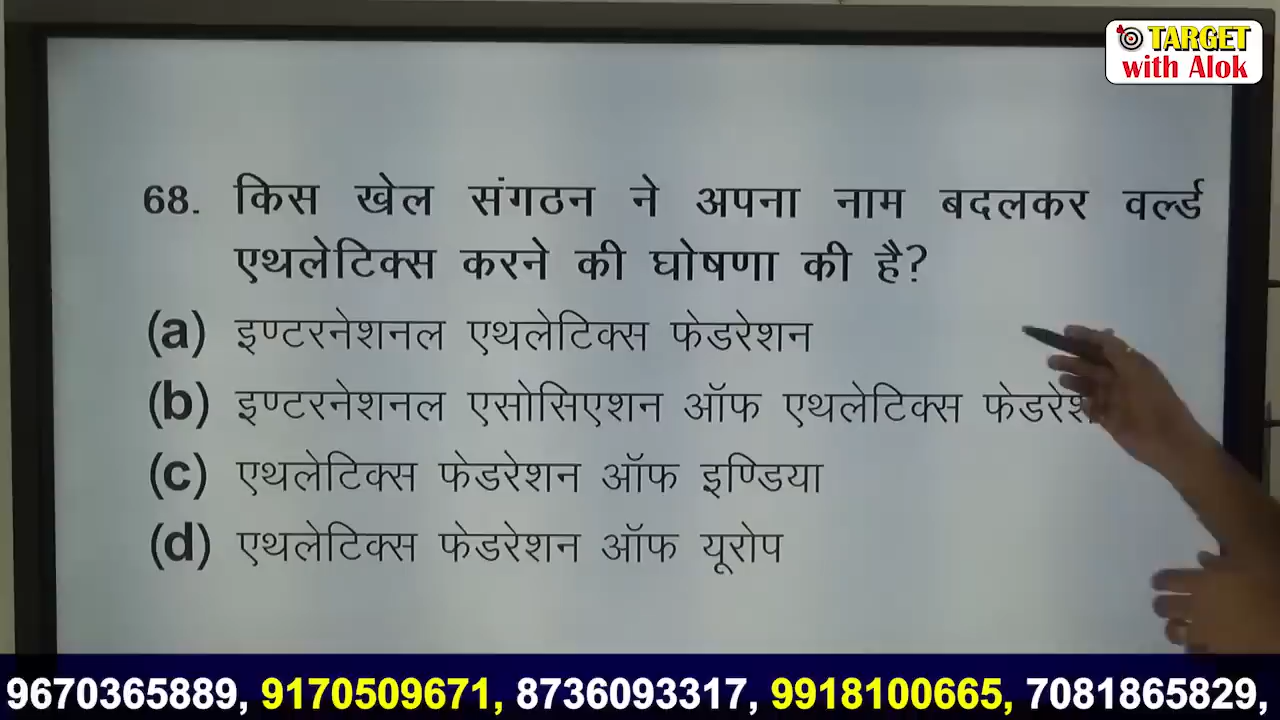 TARGET
with Alok
68. किस खेल संगठन ने अपना नाम बदलकर वर्ल्ड
एथलेटिक्स करने की घोषणा की है?
(a) इण्टरनेशनल एथलेटिक्स फेडरेशन
(b) इण्टरनेशनल एसोसिएशन ऑफ एथलेटिक्स
(c) एथलेटिक्स फेडरेशन ऑफ इण्डिया
(d) एथलेटिक्स फेडरेशन ऑफ यूरोप
9670365889, 9170509671, 8736093317, 9918100665, 7081865829,